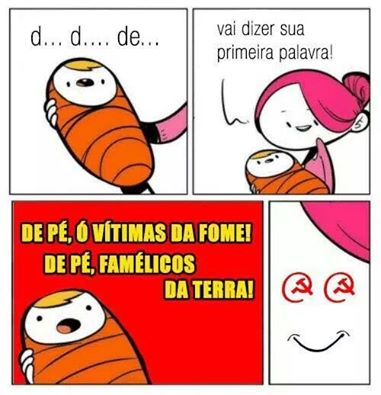 d... d.... de...
vai dizer sua
primeira palavra!
DE PÉ, Ó VÍTIMAS DA FOME!
DE PÉ, FAMÉLICOS
DA TERRA!